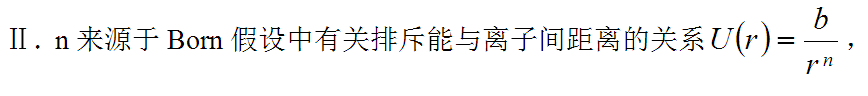 Ⅱ．n 来源于 Born 假设中有关排斥能与离子间距离的关系 U(r) = b / r^n ，